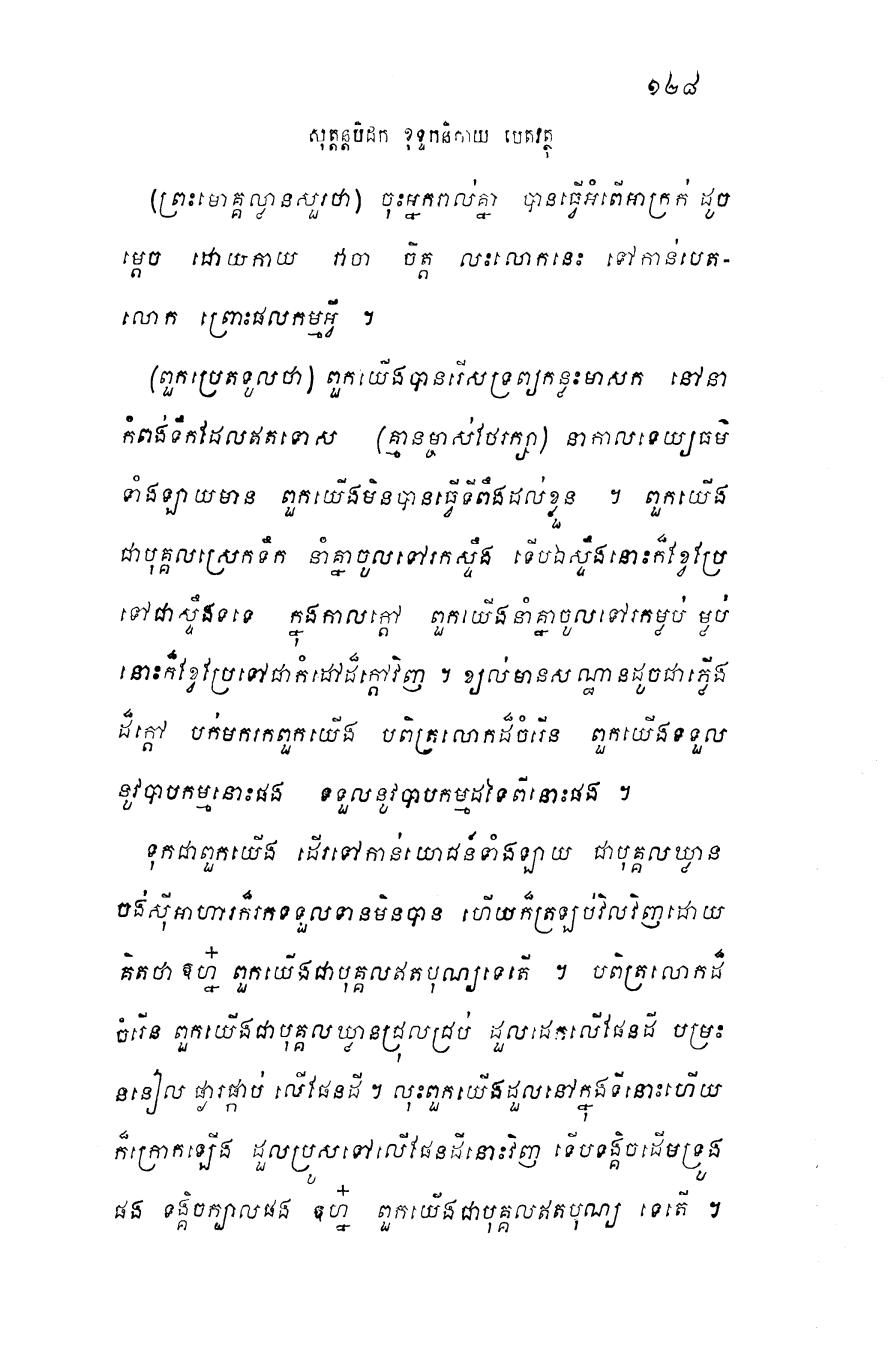 ១២៨
សុត្តន្តបិដក ខុទ្ទកនិកាយ បេតវត្ថុ
(ព្រះមោគ្គល្លានសួរថា) ចុះអ្នករាល់គ្នា បានធ្វើអំពើអាក្រក់ ដូច
ម្តេច ដោយកាយ វាចា ចិត្ត លះលោកនេះ ទៅកាន់បេត-
លោក ព្រោះផលកម្មអ្វី ។
(ពួកប្រេតទូលថា) ពួកយើងបានរើសទ្រព្យកន្លះមាសក នៅនា
កំពង់ទឹកដែលឥតទោស (គ្មានម្ចាស់ថែរក្សា) នាកាលទេយ្យធម៌
ទាំងឡាយមាន ពួកយើងមិនបានធ្វើទីពឹងដល់ខ្លួន ។ ពួកយើង
ជាបុគ្គលស្រេកទឹក នាំគ្នាចូលទៅរកស្ទឹង ទើបឯស្ទឹងនោះក៏វៃប្រែ
ទៅជាស្ទឹងទទេ ក្នុងកាលក្តៅ ពួកយើងនាំគ្នាចូលទៅរកម្លប់ ម្លប់
នោះក៏ប្រែទៅជាកំដៅដ៏ក្តៅវិញ ។ ខ្យល់មានសណ្ឋានដូចជាភ្លើង
ដ៏ក្តៅ បក់មករកពួកយើង បពិត្រលោកដ៏ចំរើន ពួកយើងទទួល
នូវបាបកម្មនោះផង ទទួលនូវបាបកម្មដទៃពីនោះផង ។
ទុកជាពួកយើង ដើរទៅកាន់យោជន៍ទាំងឡាយ ជាបុគ្គលឃ្លាន
ចង់ស៊ីអាហារក៏រកទទួលទានមិនបាន ហើយក៏ត្រឡប់វិលវិញដោយ
គិតថា ឱហ្ន៎ ពួកយើងជាបុគ្គលឥតបុណ្យទេតើ ។ បពិត្រលោកដ៏
ចំរើន ពួកយើងជាបុគ្គលឃ្លានជ្រុលជ្រប់ ដួលដេកលើផែនដី បម្រះ
ននៀល ផ្ងារផ្កាប់ លើផែនដី ។ លុះពួកយើងដួលនៅក្នុងទីនោះហើយ
ក៏ក្រោកឡើង ដួលប្រូសទៅលើផែនដីនោះវិញ ទើបទង្គិចដើមទ្រូង
ផង ទង្គិចក្បាលផង ឱហ្ន៎ ពួកយើងជាបុគ្គលឥតបុណ្យ ទេតើ ។